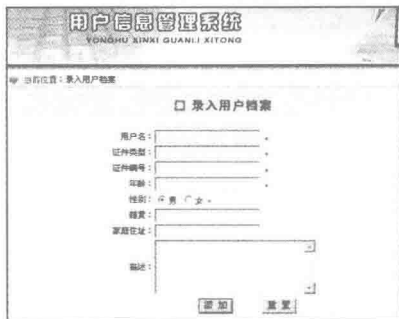 用户信息管理系统
YONGHU XINXI GUANLI XITONG
当前位置：录入用户档案
口 录入用户档案
用户名： *
证件类型： *
证件编号： *
年龄： *
性别： 男 女 *
籍贯：
家庭住址：
描述：
添加 重置